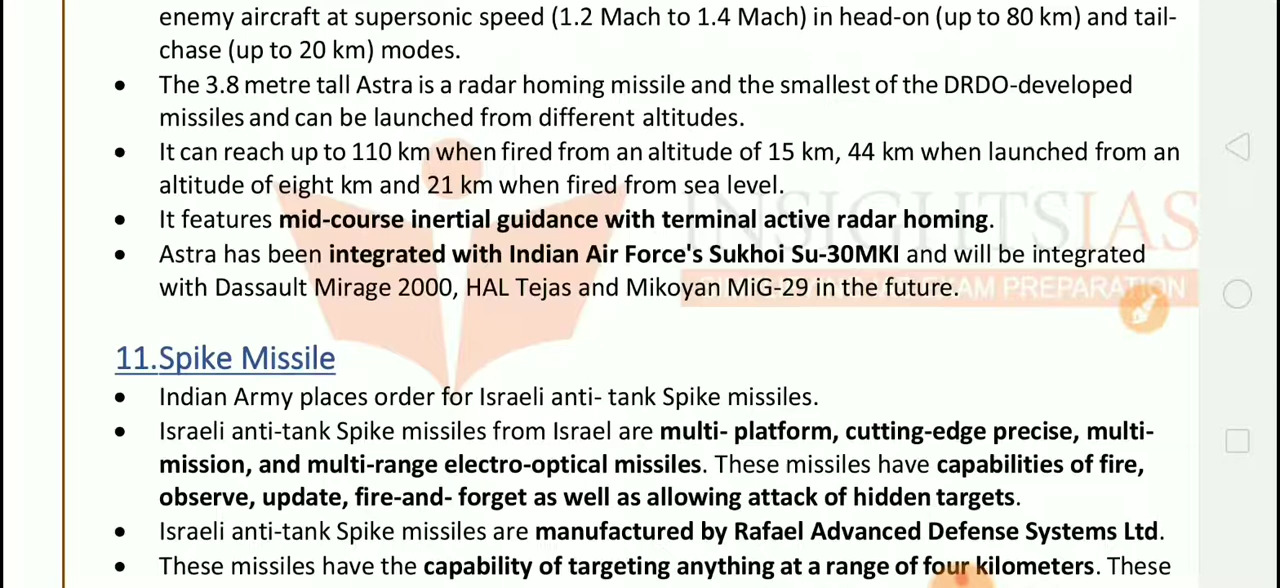 enemy aircraft at supersonic speed (1.2 Mach to 1.4 Mach) in head-on (up to 80 km) and tail-
chase (up to 20 km) modes.
• The 3.8 metre tall Astra is a radar homing missile and the smallest of the DRDO-developed
missiles and can be launched from different altitudes.
• It can reach up to 110 km when fired from an altitude of 15 km, 44 km when launched from an
altitude of eight km and 21 km when fired from sea level.
• It features mid-course inertial guidance with terminal active radar homing.
• Astra has been integrated with Indian Air Force's Sukhoi Su-30MKI and will be integrated
with Dassault Mirage 2000, HAL Tejas and Mikoyan MiG-29 in the future.
INSIGHTSIAS
EXAM PREPARATION
11.Spike Missile
• Indian Army places order for Israeli anti- tank Spike missiles.
• Israeli anti-tank Spike missiles from Israel are multi- platform, cutting-edge precise, multi-
mission, and multi-range electro-optical missiles. These missiles have capabilities of fire,
observe, update, fire-and- forget as well as allowing attack of hidden targets.
• Israeli anti-tank Spike missiles are manufactured by Rafael Advanced Defense Systems Ltd.
• These missiles have the capability of targeting anything at a range of four kilometers. These